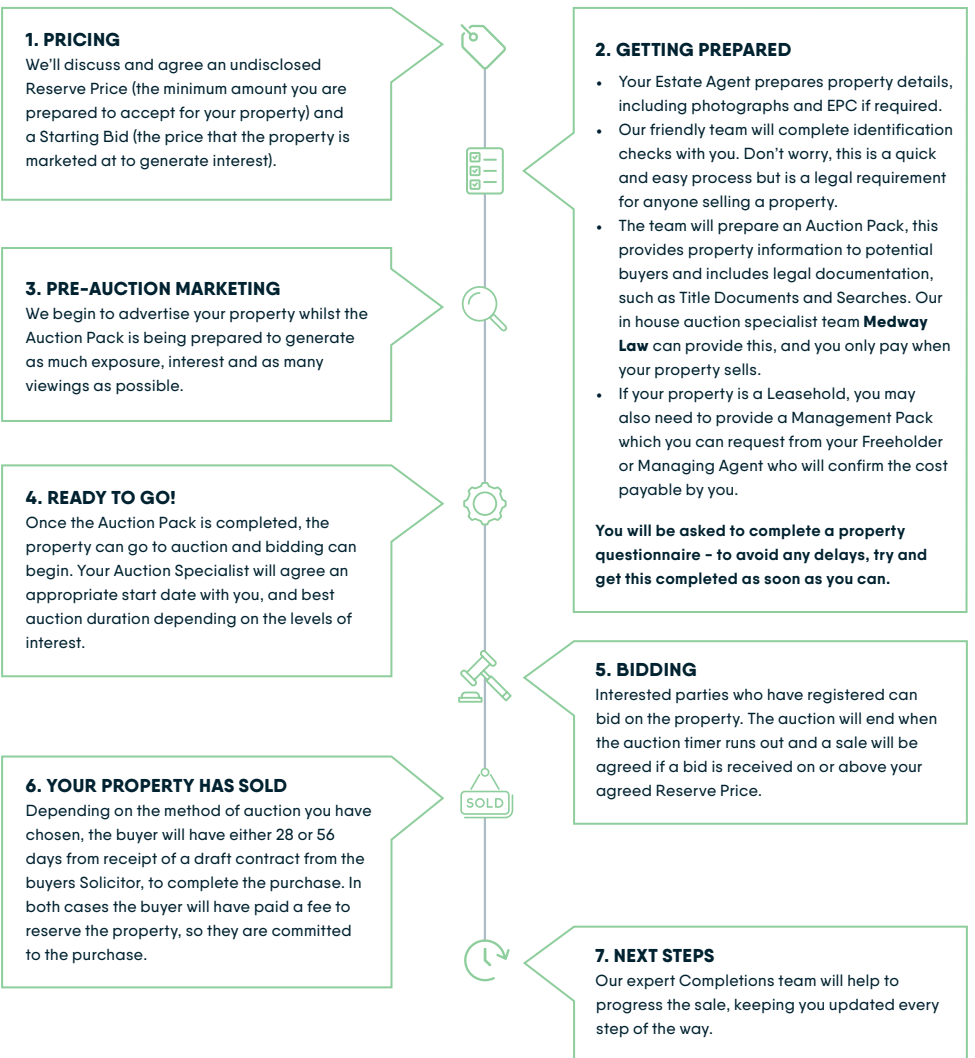 1. PRICING
We'll discuss and agree an undisclosed
Reserve Price (the minimum amount you are
prepared to accept for your property) and
a Starting Bid (the price that the property is
marketed at to generate interest).
2. GETTING PREPARED
• Your Estate Agent prepares property details,
including photographs and EPC if required.
• Our friendly team will complete identification
checks with you. Don't worry, this is a quick
and easy process but is a legal requirement
for anyone selling a property.
• The team will prepare an Auction Pack, this
provides property information to potential
buyers and includes legal documentation,
such as Title Documents and Searches. Our
in house auction specialist team Medway
Law can provide this, and you only pay when
your property sells.
• If your property is a Leasehold, you may
also need to provide a Management Pack
which you can request from your Freeholder
or Managing Agent who will confirm the cost
payable by you.
You will be asked to complete a property
questionnaire - to avoid any delays, try and
get this completed as soon as you can.
3. PRE-AUCTION MARKETING
We begin to advertise your property whilst the
Auction Pack is being prepared to generate
as much exposure, interest and as many
viewings as possible.
4. READY TO GO!
Once the Auction Pack is completed, the
property can go to auction and bidding can
begin. Your Auction Specialist will agree an
appropriate start date with you, and best
auction duration depending on the levels of
interest.
5. BIDDING
Interested parties who have registered can
bid on the property. The auction will end when
the auction timer runs out and a sale will be
agreed if a bid is received on or above your
agreed Reserve Price.
6. YOUR PROPERTY HAS SOLD
Depending on the method of auction you have
chosen, the buyer will have either 28 or 56
days from receipt of a draft contract from the
buyers Solicitor, to complete the purchase. In
both cases the buyer will have paid a fee to
reserve the property, so they are committed
to the purchase.
SOLD
7. NEXT STEPS
Our expert Completions team will help to
progress the sale, keeping you updated every
step of the way.